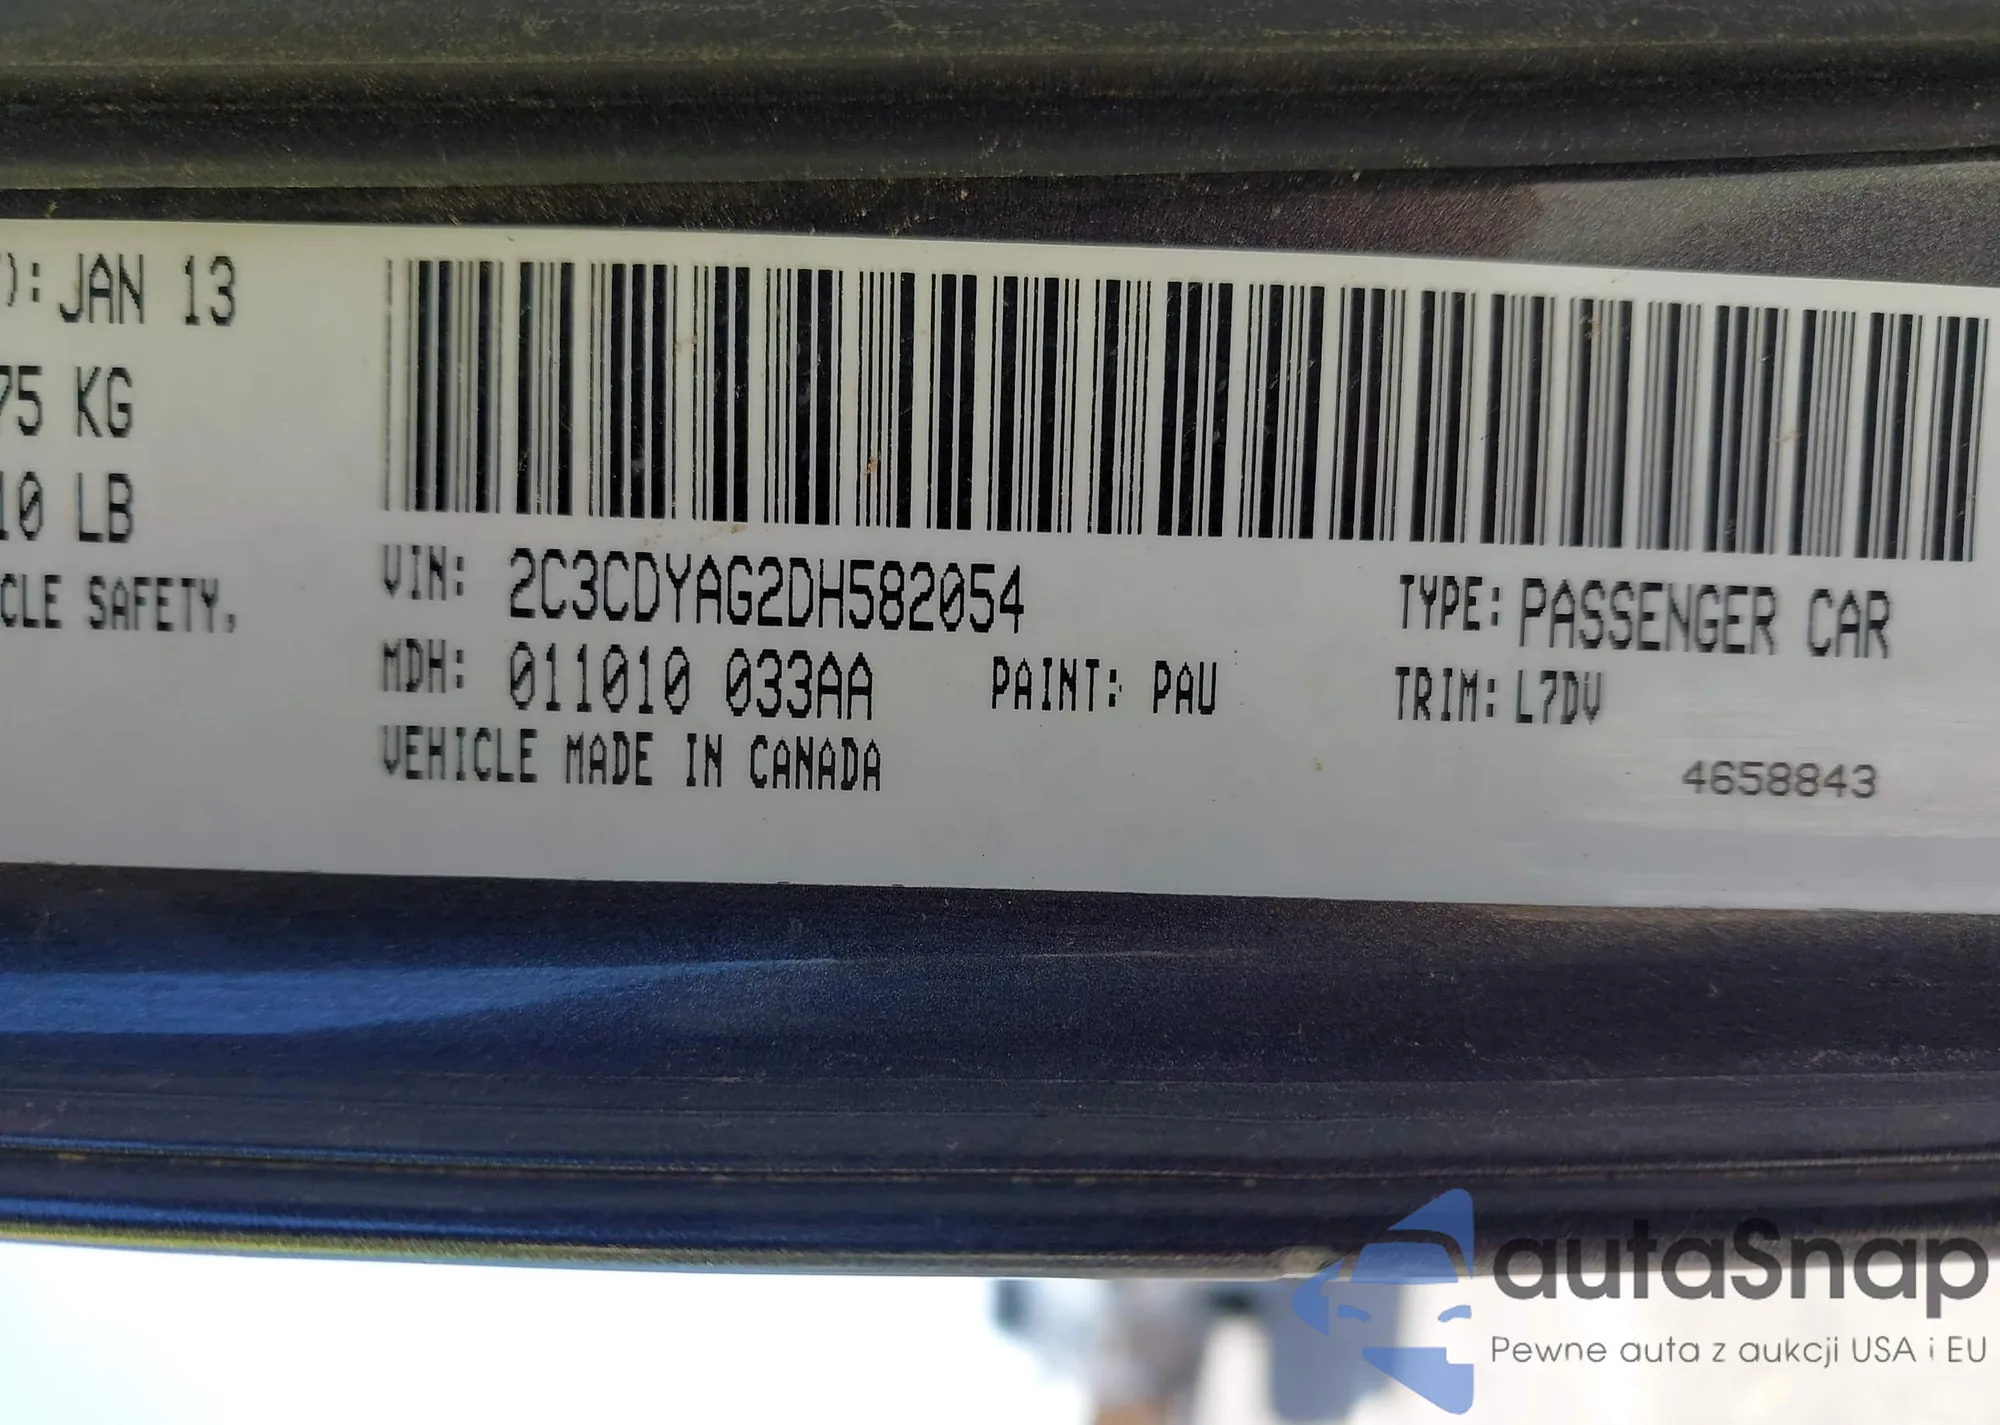 ): JAN 13
75 KG
10 LB
CLE SAFETY,
VIN: 2C3CDYAG2DH582054
TYPE: PASSENGER CAR
MDH: 011010 033AA
PAINT: PAU
TRIM: L7DV
VEHICLE MADE IN CANADA
4658843
autaSnap
Pewne auta z aukcji USA i EU